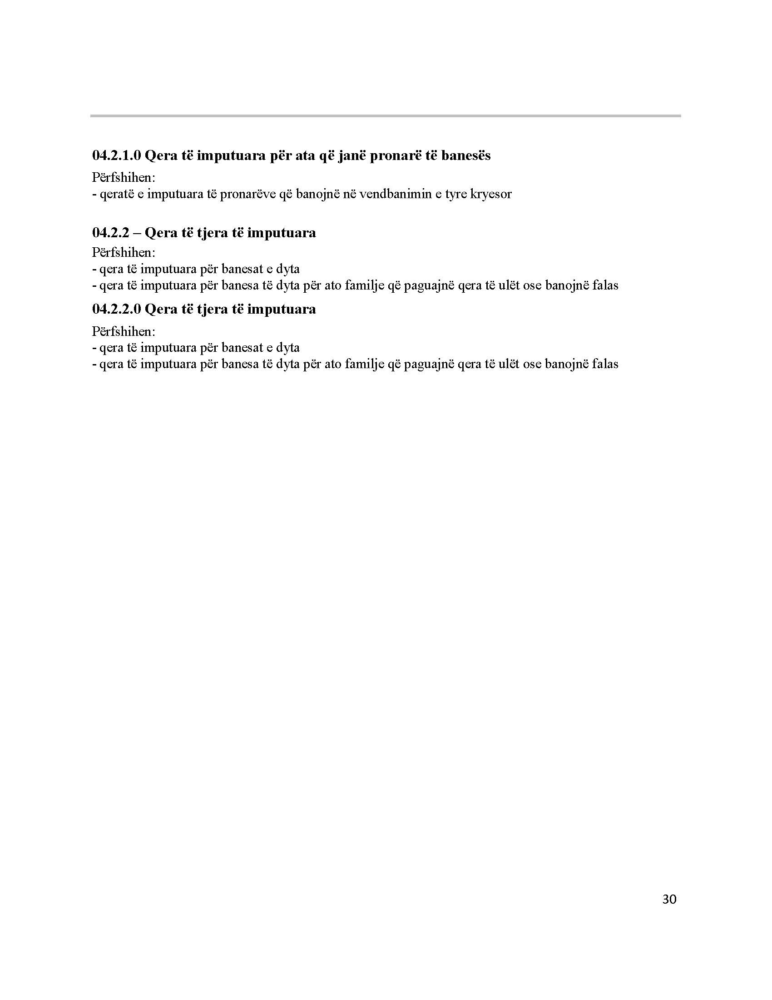 04.2.1.0 Qera të imputuara për ata që janë pronarë të banesës
Përfshihen:
- qeratë e imputuara të pronarëve që banojnë në vendbanimin e tyre kryesor
04.2.2 – Qera të tjera të imputuara
Përfshihen:
- qera të imputuara për banesat e dyta
- qera të imputuara për banesa të dyta për ato familje që paguajnë qera të ulët ose banojnë falas
04.2.2.0 Qera të tjera të imputuara
Përfshihen:
- qera të imputuara për banesat e dyta
- qera të imputuara për banesa të dyta për ato familje që paguajnë qera të ulët ose banojnë falas
30